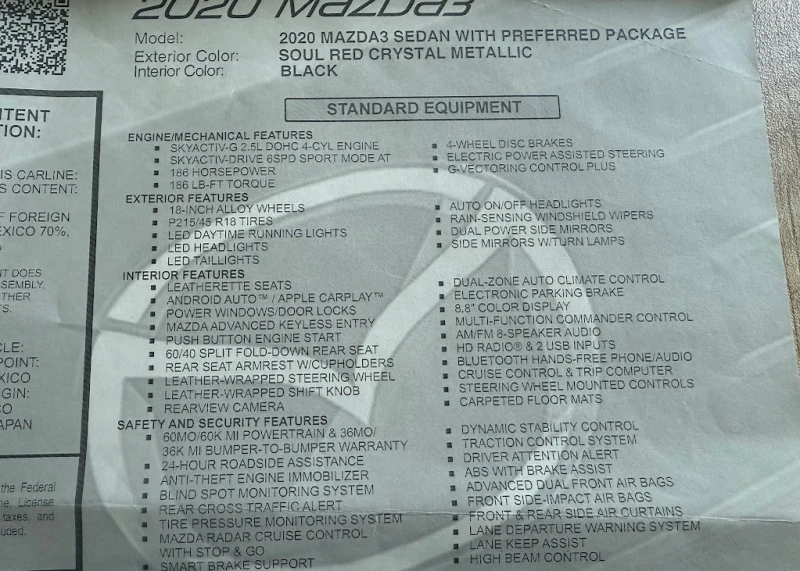 2020 MAZDA3
Model: 2020 MAZDA3 SEDAN WITH PREFERRED PACKAGE
Exterior Color: SOUL RED CRYSTAL METALLIC
Interior Color: BLACK
STANDARD EQUIPMENT
ENGINE/MECHANICAL FEATURES
▪ SKYACTIV-G 2.5L DOHC 4-CYL ENGINE
▪ SKYACTIV-DRIVE 6SPD SPORT MODE AT
▪ 186 HORSEPOWER
▪ 186 LB-FT TORQUE
▪ 4-WHEEL DISC BRAKES
▪ ELECTRIC POWER ASSISTED STEERING
▪ G-VECTORING CONTROL PLUS
EXTERIOR FEATURES
▪ 18-INCH ALLOY WHEELS
▪ P215/45 R18 TIRES
▪ LED DAYTIME RUNNING LIGHTS
▪ LED HEADLIGHTS
▪ LED TAILLIGHTS
▪ AUTO ON/OFF HEADLIGHTS
▪ RAIN-SENSING WINDSHIELD WIPERS
▪ DUAL POWER SIDE MIRRORS
▪ SIDE MIRRORS W/TURN LAMPS
INTERIOR FEATURES
▪ LEATHERETTE SEATS
▪ ANDROID AUTO™ / APPLE CARPLAY™
▪ POWER WINDOWS/DOOR LOCKS
▪ MAZDA ADVANCED KEYLESS ENTRY
▪ PUSH BUTTON ENGINE START
▪ 60/40 SPLIT FOLD-DOWN REAR SEAT
▪ REAR SEAT ARMREST W/CUPHOLDERS
▪ LEATHER-WRAPPED STEERING WHEEL
▪ LEATHER-WRAPPED SHIFT KNOB
▪ REARVIEW CAMERA
▪ DUAL-ZONE AUTO CLIMATE CONTROL
▪ ELECTRONIC PARKING BRAKE
▪ 8.8" COLOR DISPLAY
▪ MULTI-FUNCTION COMMANDER CONTROL
▪ AM/FM 8-SPEAKER AUDIO
▪ HD RADIO® & 2 USB INPUTS
▪ BLUETOOTH HANDS-FREE PHONE/AUDIO
▪ CRUISE CONTROL & TRIP COMPUTER
▪ STEERING WHEEL MOUNTED CONTROLS
▪ CARPETED FLOOR MATS
SAFETY AND SECURITY FEATURES
▪ 60MO/60K MI POWERTRAIN & 36MO/
36K MI BUMPER-TO-BUMPER WARRANTY
▪ 24-HOUR ROADSIDE ASSISTANCE
▪ ANTI-THEFT ENGINE IMMOBILIZER
▪ BLIND SPOT MONITORING SYSTEM
▪ REAR CROSS TRAFFIC ALERT
▪ TIRE PRESSURE MONITORING SYSTEM
▪ MAZDA RADAR CRUISE CONTROL
WITH STOP & GO
▪ SMART BRAKE SUPPORT
▪ DYNAMIC STABILITY CONTROL
▪ TRACTION CONTROL SYSTEM
▪ DRIVER ATTENTION ALERT
▪ ABS WITH BRAKE ASSIST
▪ ADVANCED DUAL FRONT AIR BAGS
▪ FRONT SIDE-IMPACT AIR BAGS
▪ FRONT & REAR SIDE AIR CURTAINS
▪ LANE DEPARTURE WARNING SYSTEM
▪ LANE KEEP ASSIST
▪ HIGH BEAM CONTROL
NTENT
TION:
IS CARLINE:
S CONTENT:
F FOREIGN
EXICO 70%,
NT DOES
SEMBLY,
THER
TS.
CLE:
POINT:
XICO
GIN:
CO
APAN
the Federal
ne, License
taxes, and
uded.